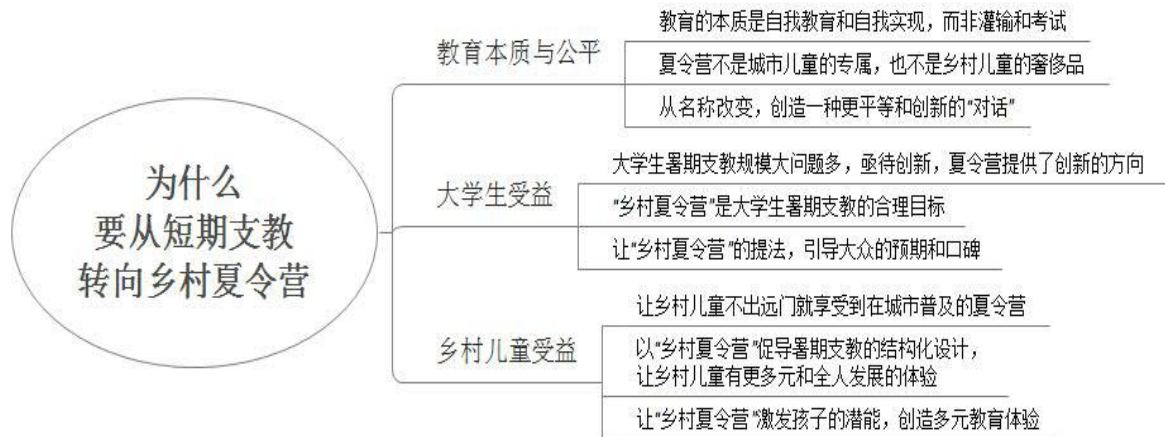 为什么
要从短期支教
转向乡村夏令营
教育本质与公平
教育的本质是自我教育和自我实现，而非灌输和考试
夏令营不是城市儿童的专属，也不是乡村儿童的奢侈品
从名称改变，创造一种更平等和创新的“对话”
大学生受益
大学生暑期支教规模大问题多，亟待创新，夏令营提供了创新的方向
“乡村夏令营”是大学生暑期支教的合理目标
让“乡村夏令营”的提法，引导大众的预期和口碑
乡村儿童受益
让乡村儿童不出远门就享受到在城市普及的夏令营
以“乡村夏令营”促导暑期支教的结构化设计，
让乡村儿童有更多元和全人发展的体验
让“乡村夏令营”激发孩子的潜能，创造多元教育体验